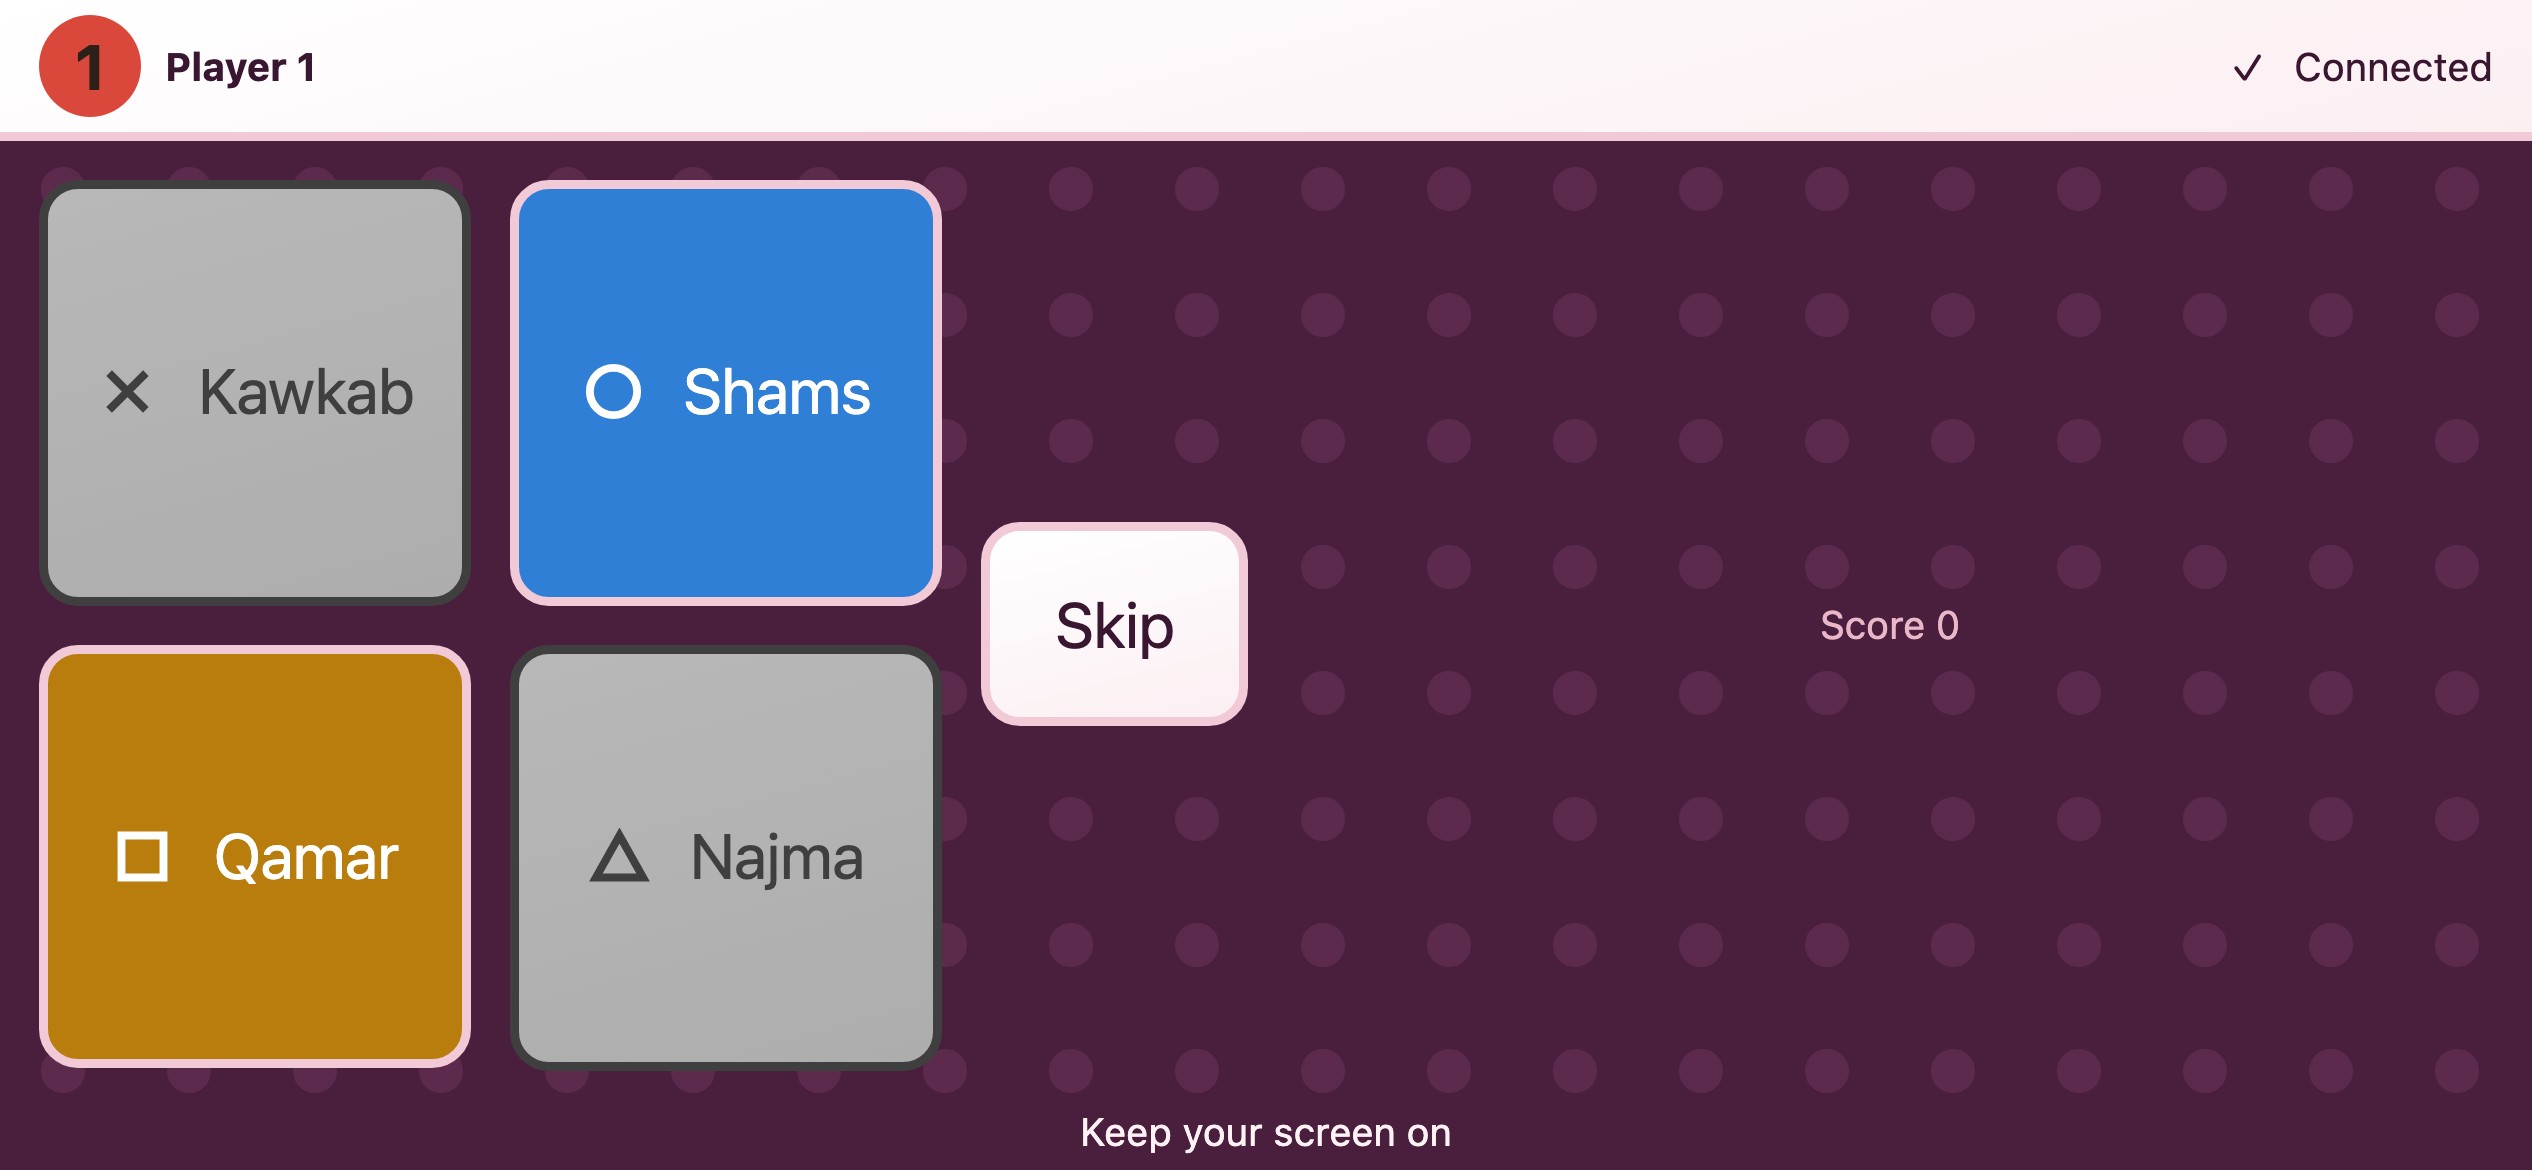 1 Player 1
✓ Connected
Kawkab
Shams
Qamar
Najma
Skip
Score 0
Keep your screen on